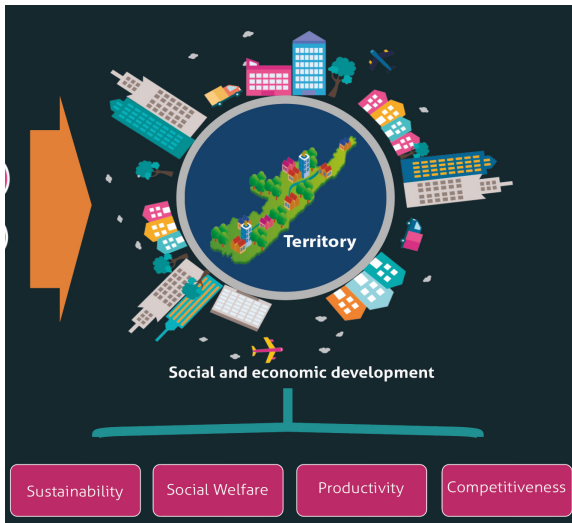 Territory
Social and economic development
Sustainability
Social Welfare
Productivity
Competitiveness